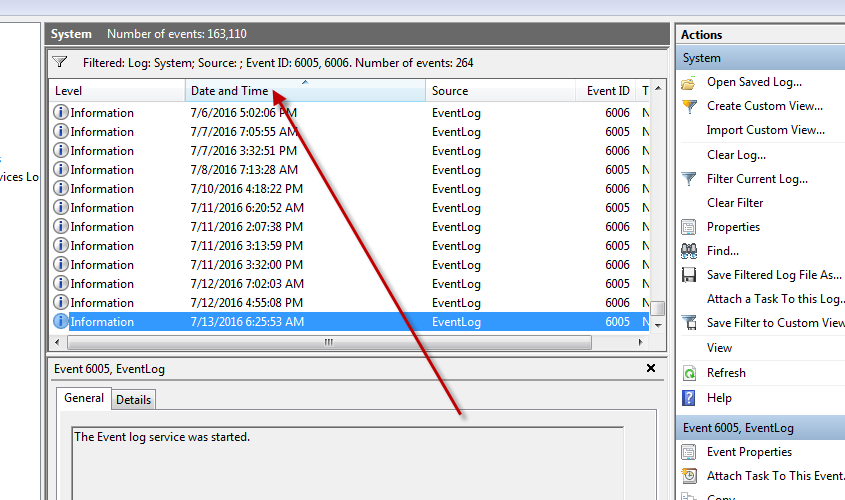 System Number of events: 163,110
Filtered: Log: System; Source: ; Event ID: 6005, 6006. Number of events: 264
Level Date and Time Source Event ID T
Information 7/6/2016 5:02:06 PM EventLog 6006 N
Information 7/7/2016 7:05:55 AM EventLog 6005 N
Information 7/7/2016 3:32:51 PM EventLog 6006 N
Information 7/8/2016 7:13:28 AM EventLog 6005 N
Information 7/10/2016 4:18:22 PM EventLog 6006 N
Information 7/11/2016 6:20:52 AM EventLog 6005 N
Information 7/11/2016 2:07:38 PM EventLog 6006 N
Information 7/11/2016 3:13:59 PM EventLog 6005 N
Information 7/11/2016 3:32:00 PM EventLog 6006 N
Information 7/12/2016 7:02:03 AM EventLog 6005 N
Information 7/12/2016 4:55:08 PM EventLog 6006 N
Information 7/13/2016 6:25:53 AM EventLog 6005 N
vices Lo
Event 6005, EventLog
General Details
The Event log service was started.
Actions
System
Open Saved Log...
Create Custom View...
Import Custom View...
Clear Log...
Filter Current Log...
Clear Filter
Properties
Find...
Save Filtered Log File As...
Attach a Task To this Log..
Save Filter to Custom View
View
Refresh
Help
Event 6005, EventLog
Event Properties
Attach Task To This Event.
Copy